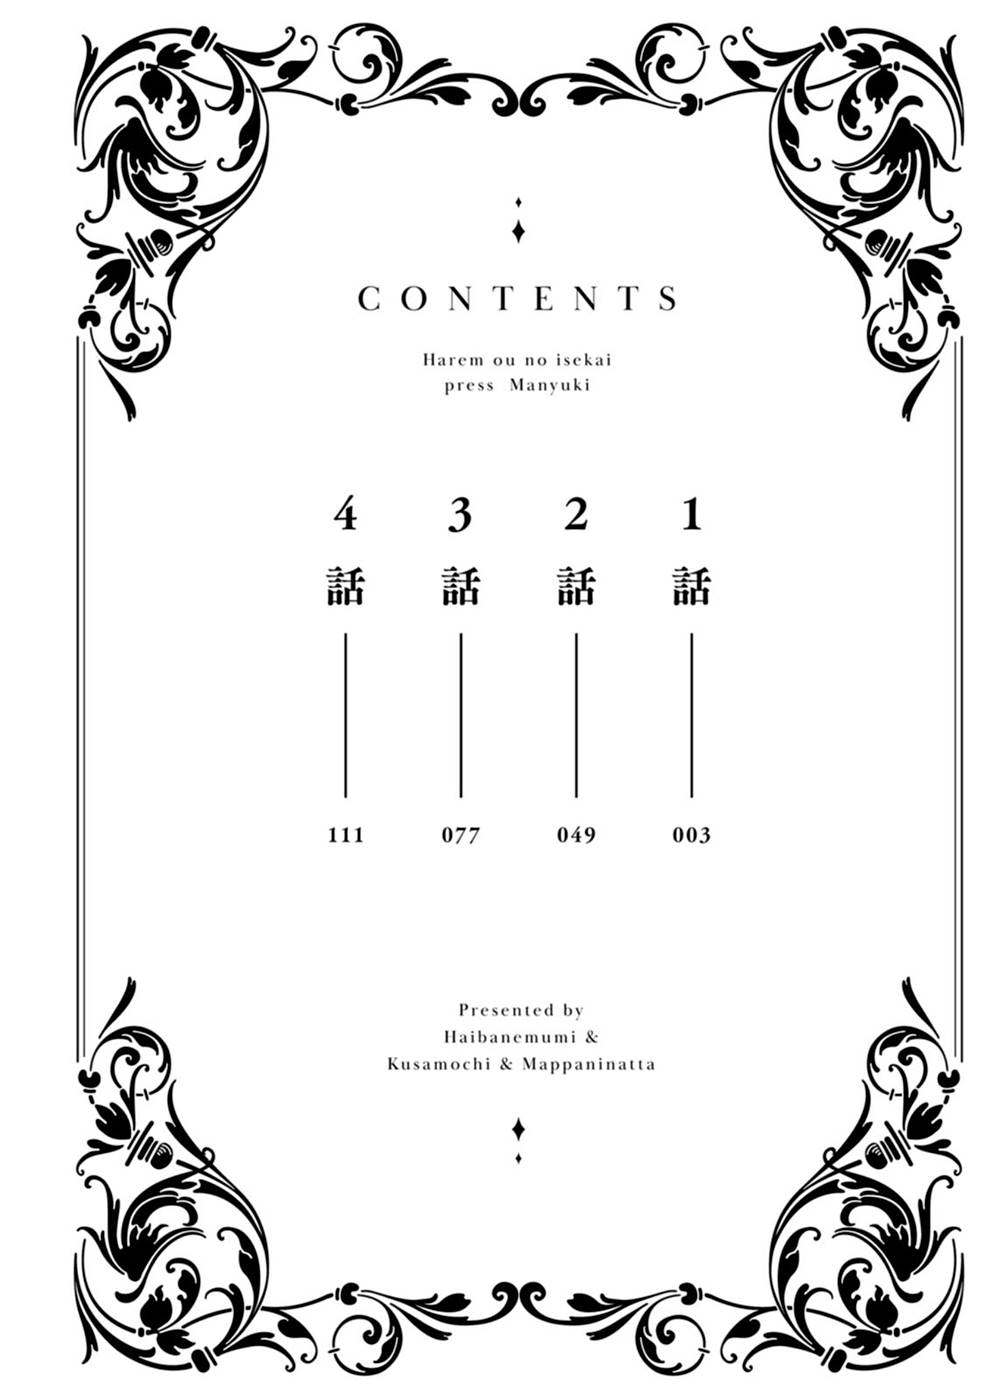 CONTENTS
Harem ou no isekai
press Manyuki
1話 003
2話 049
3話 077
4話 111
Presented by
Haibanemumi &
Kusamochi & Mappaninatta